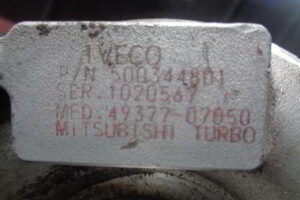 IVECO
P/N 500344801
SER. 1020567
MFD. 49377-07050
MITSUBISHI TURBO